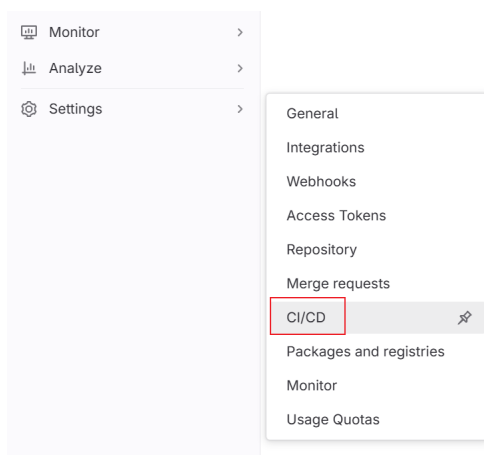 Monitor
Analyze
Settings
General
Integrations
Webhooks
Access Tokens
Repository
Merge requests
CI/CD
Packages and registries
Monitor
Usage Quotas